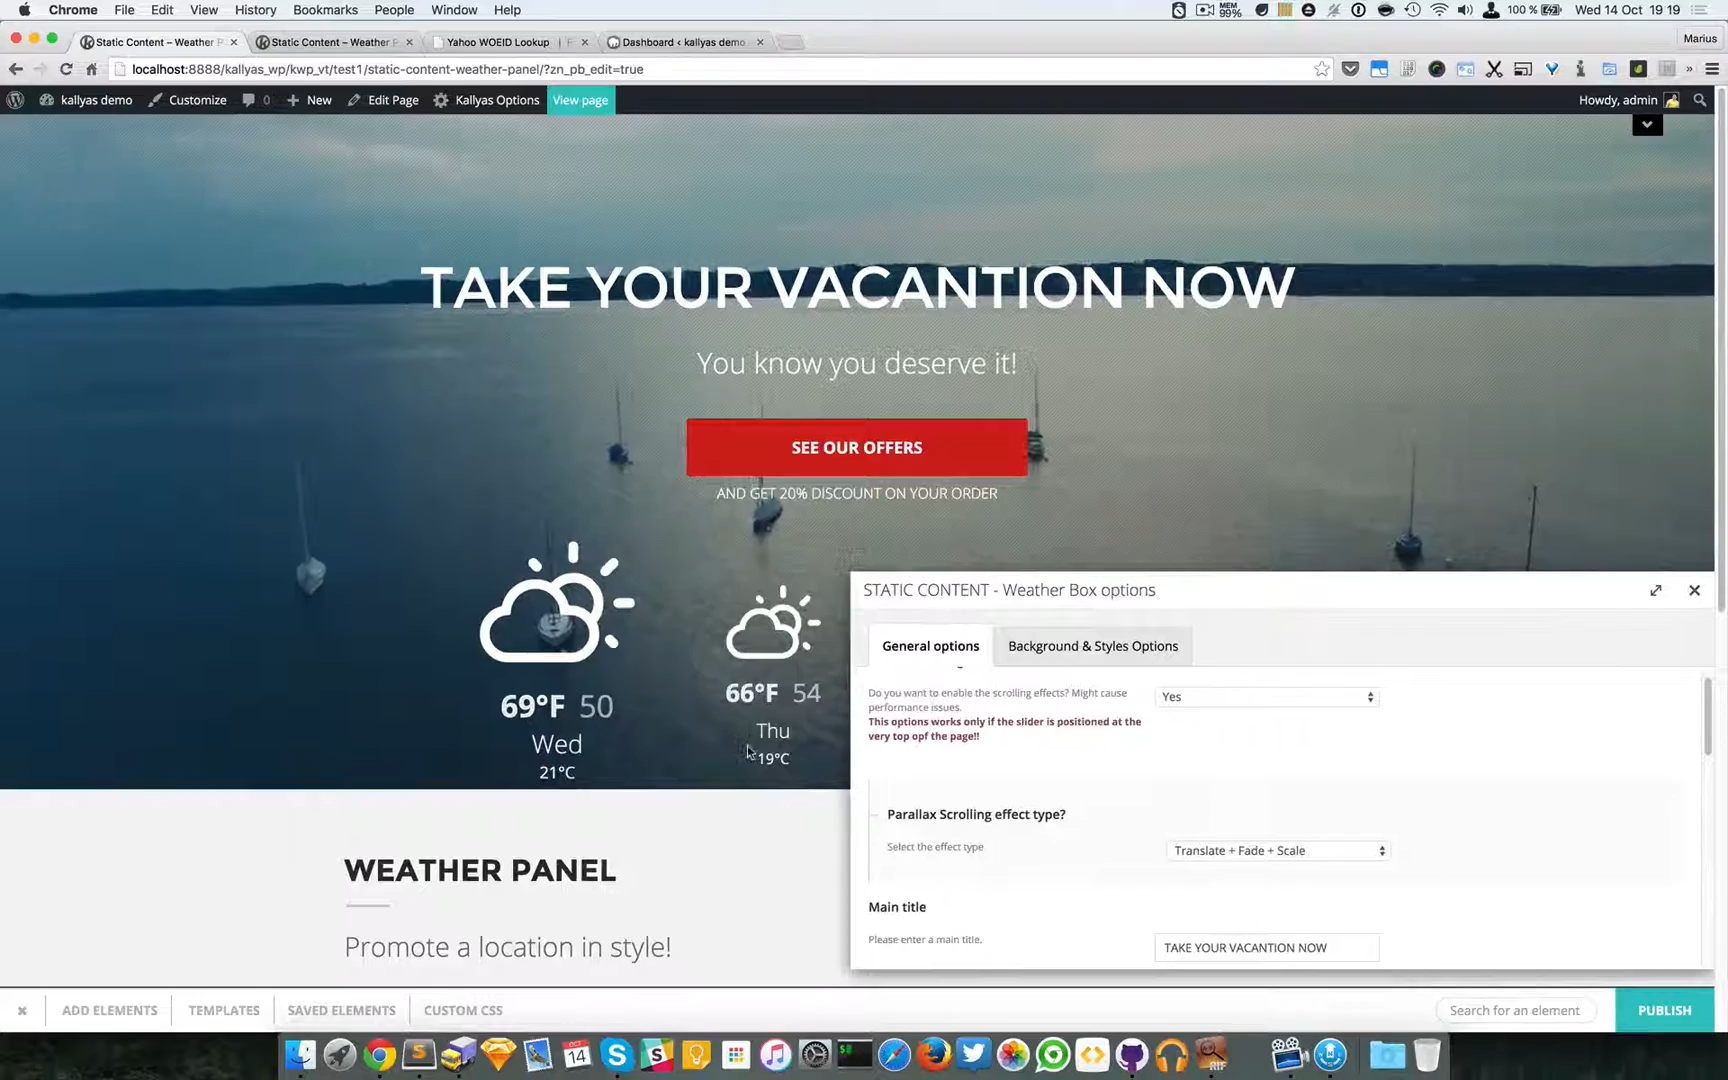 Chrome File Edit View History Bookmarks People Window Help MEM 99% 100 % Wed 14 Oct 19:19
Static Content – Weather P Static Content – Weather P Yahoo WOEID Lookup | F Dashboard ‹ kallyas demo Marius
localhost:8888/kallyas_wp/kwp_vt/test1/static-content-weather-panel/?zn_pb_edit=true
kallyas demo Customize 0 New Edit Page Kallyas Options View page Howdy, admin
TAKE YOUR VACANTION NOW
You know you deserve it!
SEE OUR OFFERS
AND GET 20% DISCOUNT ON YOUR ORDER
69°F 50
Wed
21°C
66°F 54
Thu
19°C
STATIC CONTENT - Weather Box options
General options Background & Styles Options
Do you want to enable the scrolling effects? Might cause
performance issues.
This options works only if the slider is positioned at the
very top opf the page!!
Yes
Parallax Scrolling effect type?
Select the effect type Translate + Fade + Scale
Main title
Please enter a main title. TAKE YOUR VACANTION NOW
WEATHER PANEL
Promote a location in style!
ADD ELEMENTS TEMPLATES SAVED ELEMENTS CUSTOM CSS Search for an element PUBLISH
14
RIF